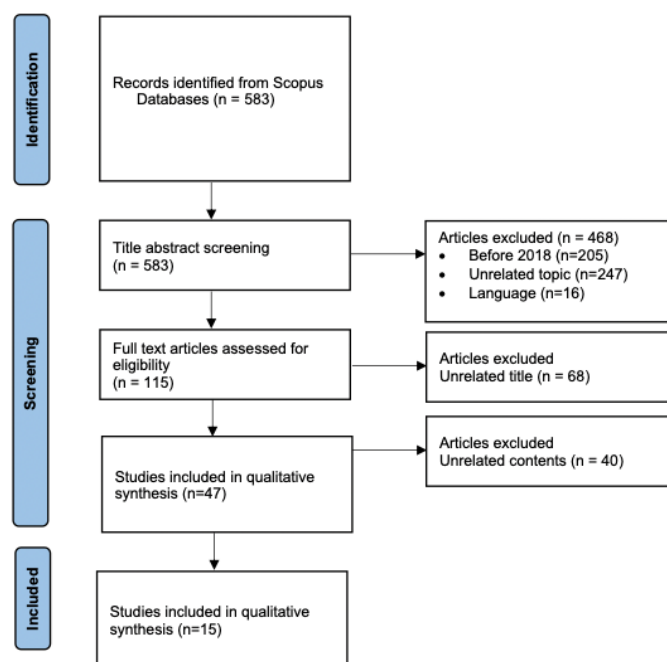 Identification
Records identified from Scopus
Databases (n = 583)
Screening
Title abstract screening
(n = 583)
Articles excluded (n = 468)
• Before 2018 (n=205)
• Unrelated topic (n=247)
• Language (n=16)
Full text articles assessed for
eligibility
(n = 115)
Articles excluded
Unrelated title (n = 68)
Studies included in qualitative
synthesis (n=47)
Articles excluded
Unrelated contents (n = 40)
Included
Studies included in qualitative
synthesis (n=15)